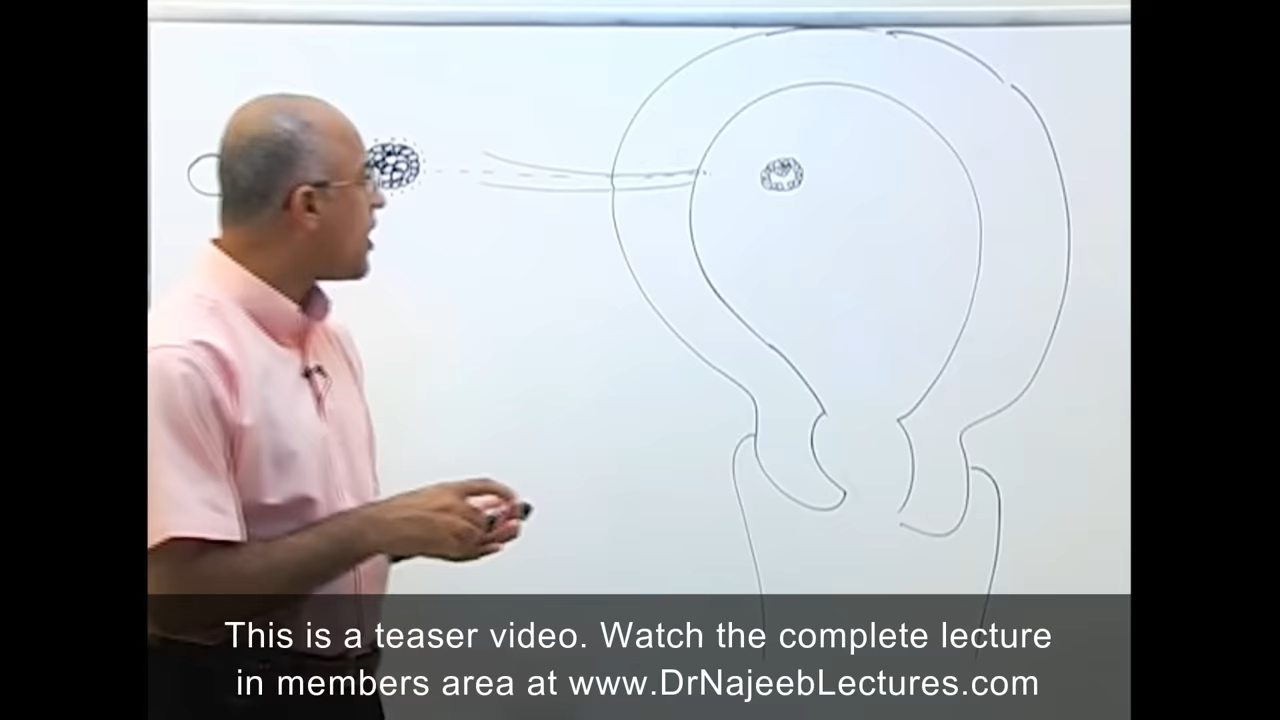 This is a teaser video. Watch the complete lecture
in members area at www.DrNajeebLectures.com